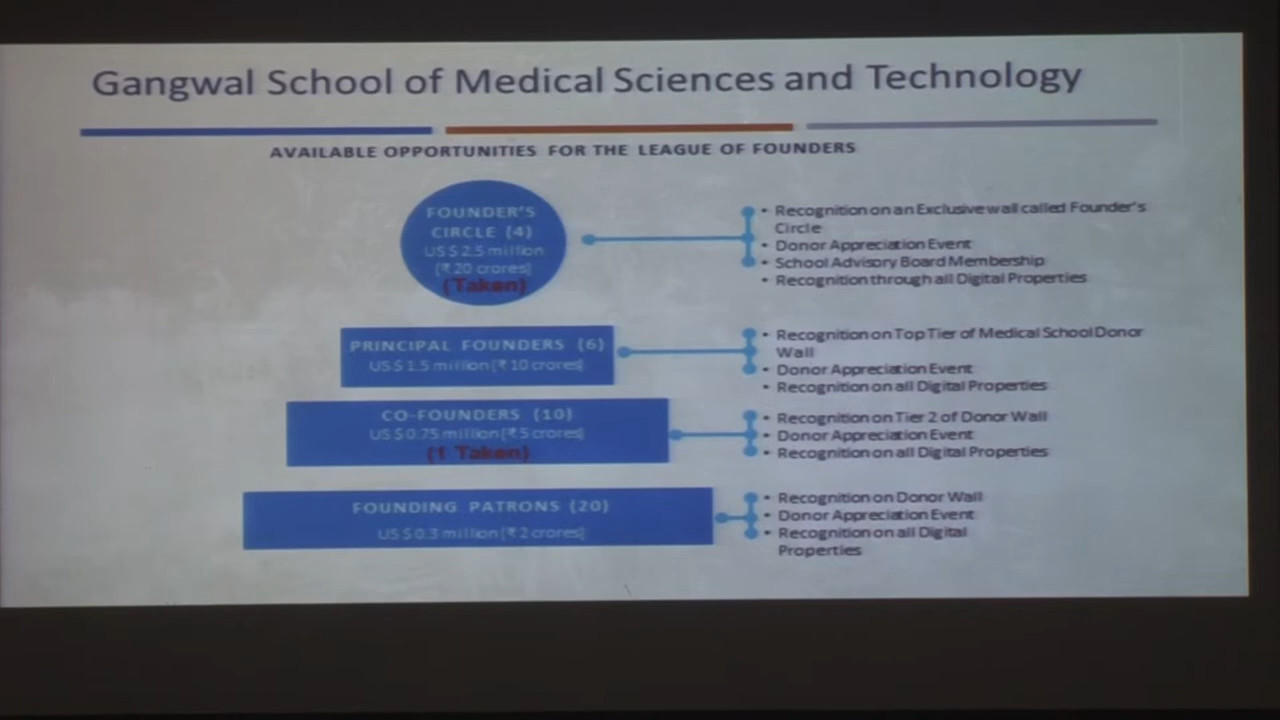 Gangwal School of Medical Sciences and Technology
AVAILABLE OPPORTUNITIES FOR THE LEAGUE OF FOUNDERS
FOUNDER'S
CIRCLE (4)
US $ 2.5 million
[₹ 20 crores]
(Taken)
• Recognition on an Exclusive wall called Founder's
Circle
• Donor Appreciation Event
• School Advisory Board Membership
• Recognition through all Digital Properties
PRINCIPAL FOUNDERS (6)
US $ 1.5 million [₹ 10 crores]
• Recognition on Top Tier of Medical School Donor
Wall
• Donor Appreciation Event
• Recognition on all Digital Properties
CO-FOUNDERS (10)
US $ 0.75 million [₹ 5 crores]
(1 Taken)
• Recognition on Tier 2 of Donor Wall
• Donor Appreciation Event
• Recognition on all Digital Properties
FOUNDING PATRONS (20)
US $ 0.3 million [₹ 2 crores]
• Recognition on Donor Wall
• Donor Appreciation Event
• Recognition on all Digital
Properties